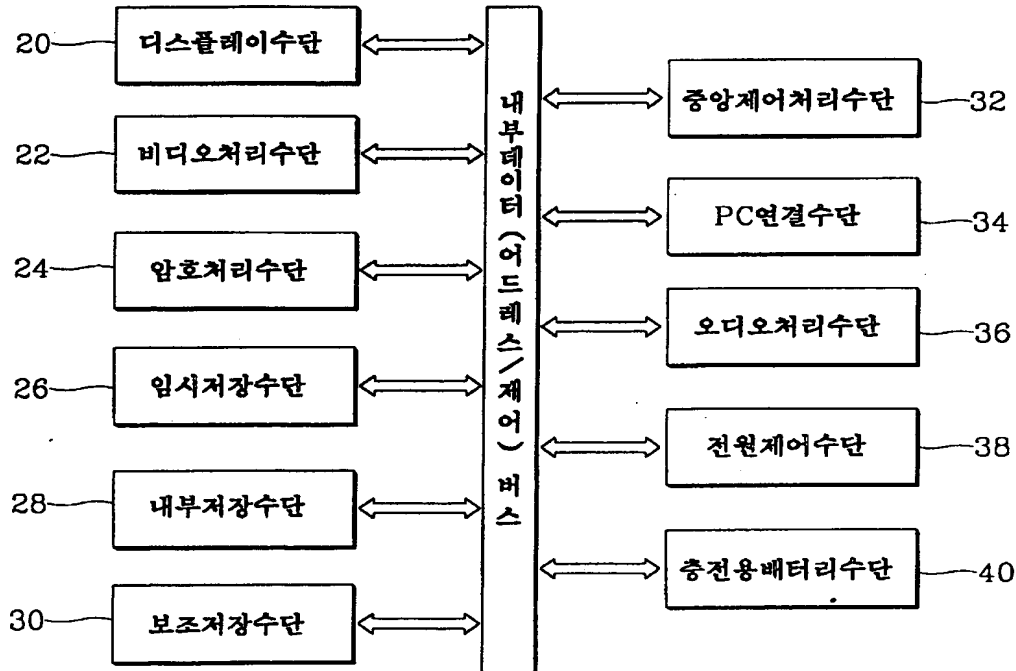 20
디스플레이수단
22
비디오처리수단
24
암호처리수단
26
임시저장수단
28
내부저장수단
30
보조저장수단
내부데이터(어드레스/제어) 버스
중앙제어처리수단
32
PC연결수단
34
오디오처리수단
36
전원제어수단
38
충전용배터리수단
40